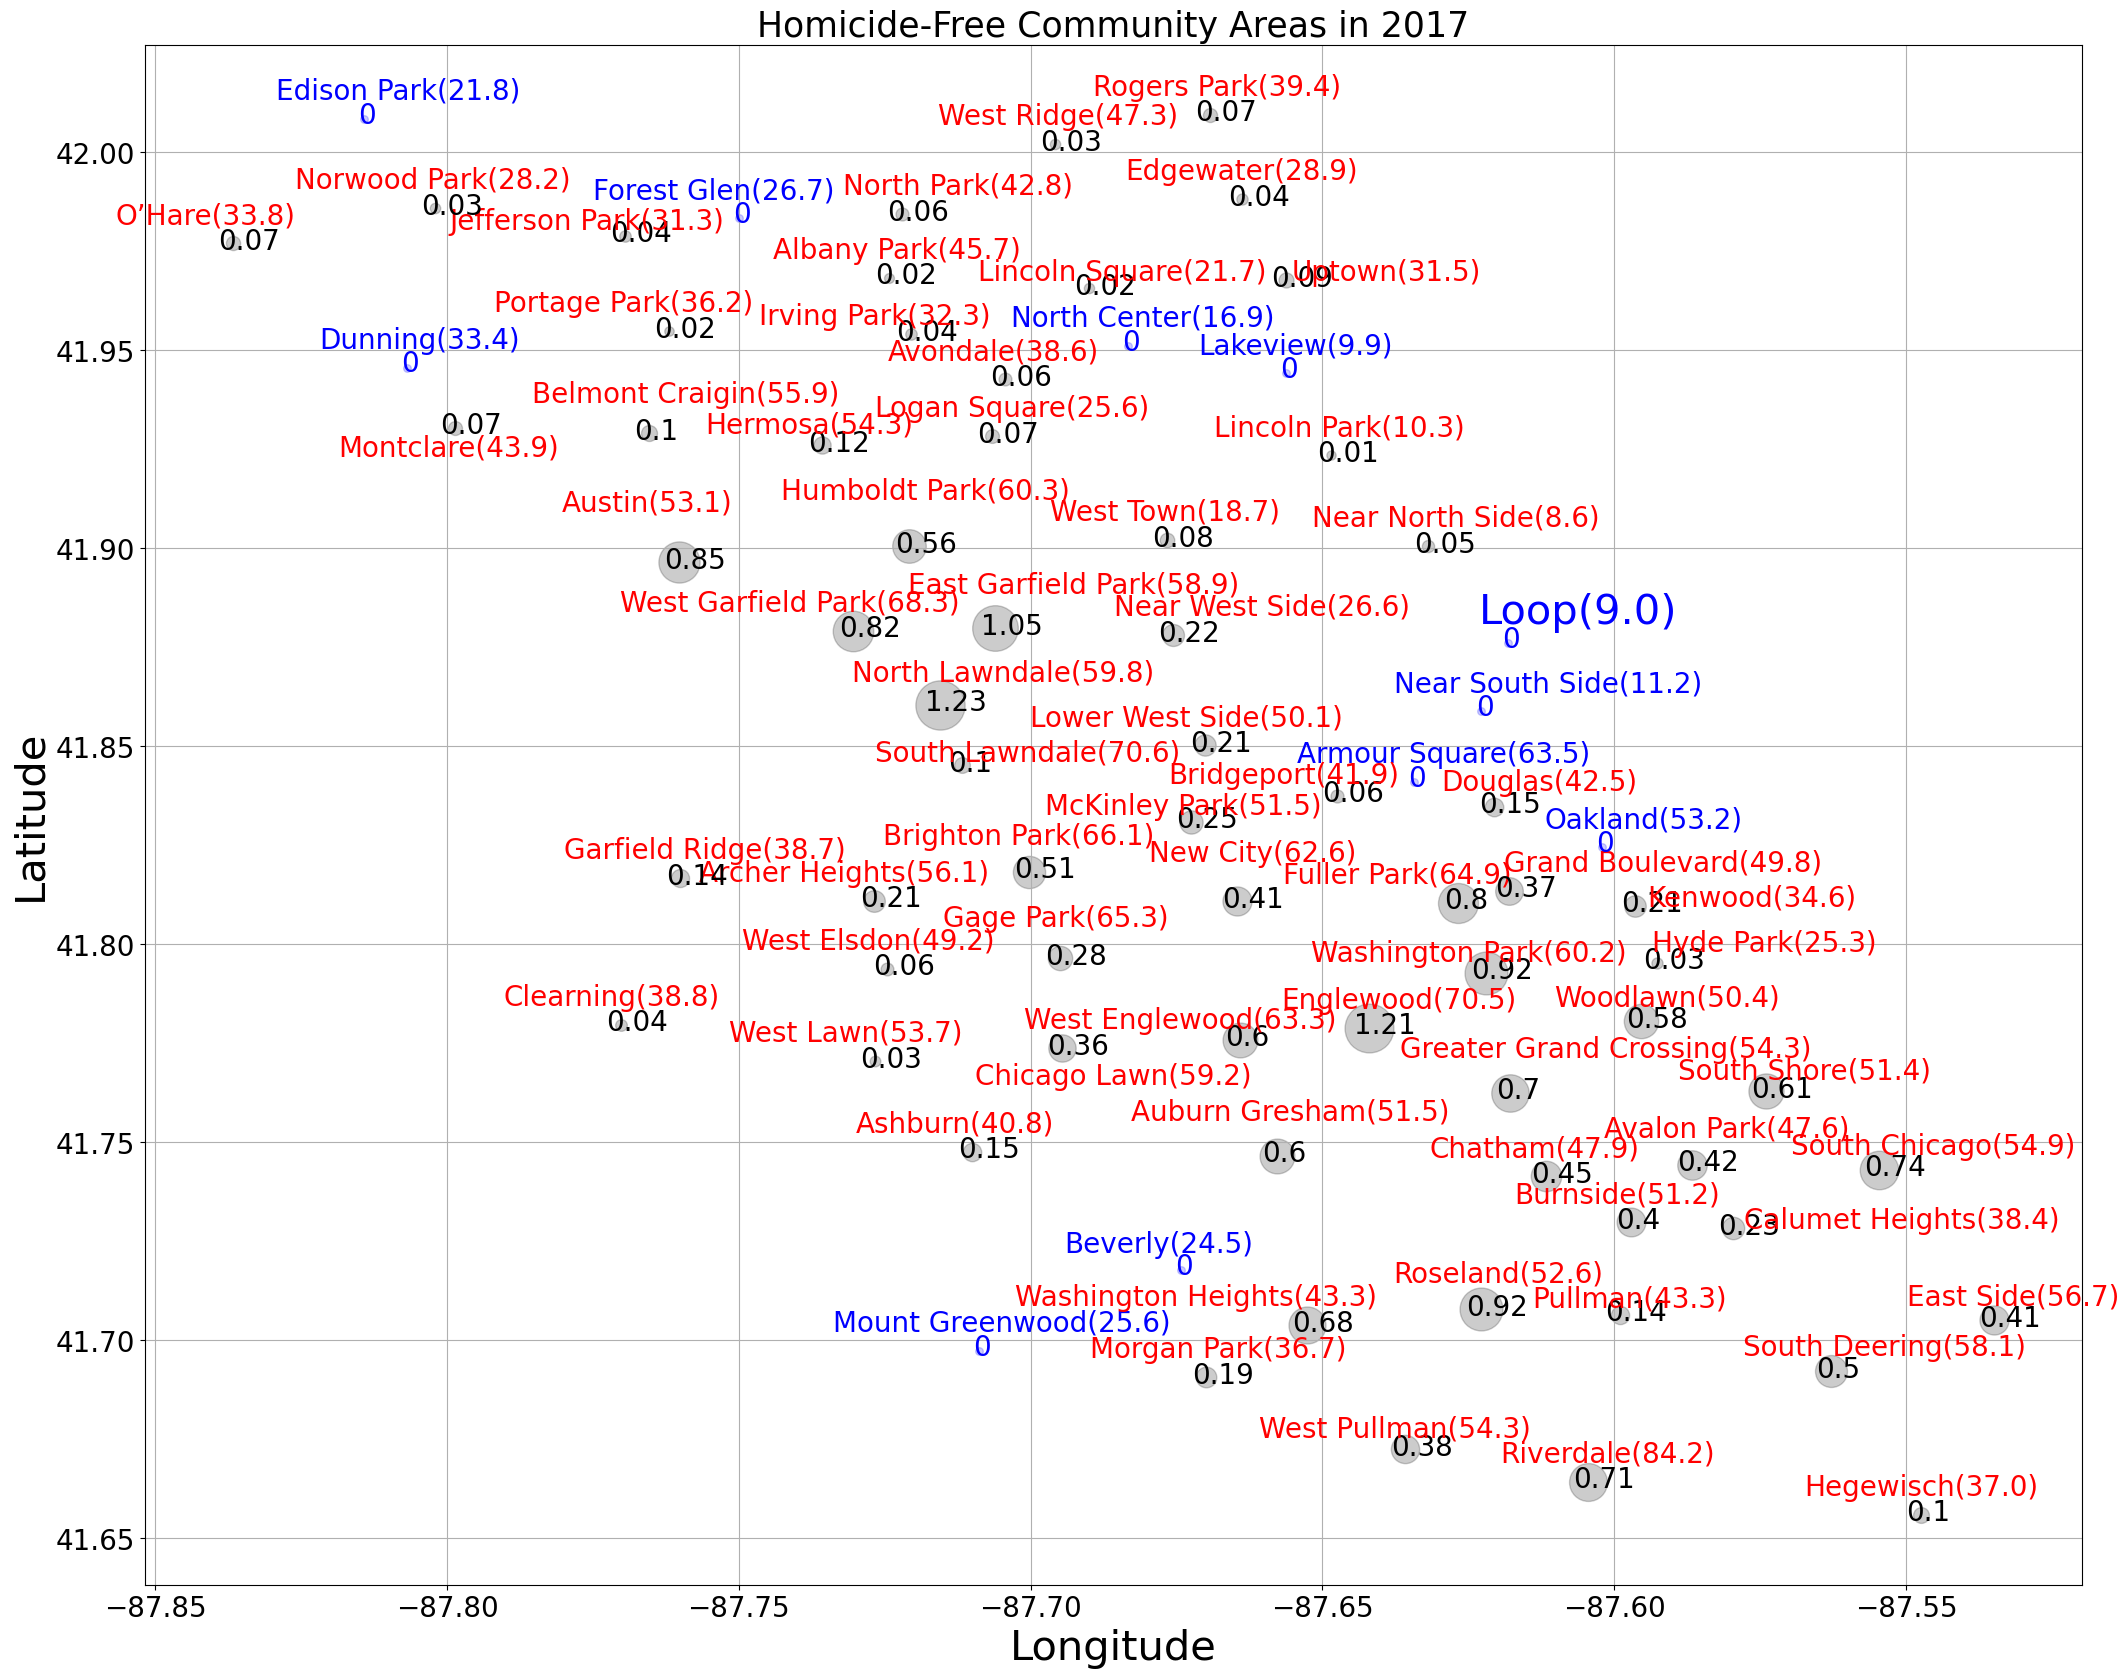 Homicide-Free Community Areas in 2017
Rogers Park(39.4)
0.07
Edison Park(21.8)
0
West Ridge(47.3)
0.03
Edgewater(28.9)
0.04
Norwood Park(28.2)
0.03
Forest Glen(26.7)
0
North Park(42.8)
0.06
O’Hare(33.8)
0.07
Jefferson Park(31.3)
0.04
Albany Park(45.7)
0.02
Lincoln Square(21.7)
0.02
Uptown(31.5)
0.09
Portage Park(36.2)
0.02
Irving Park(32.3)
0.04
North Center(16.9)
0
Dunning(33.4)
0
Avondale(38.6)
0.06
Lakeview(9.9)
0
Belmont Craigin(55.9)
0.1
Logan Square(25.6)
0.07
Hermosa(54.3)
0.12
Lincoln Park(10.3)
0.01
0.07
Montclare(43.9)
Austin(53.1)
0.85
Humboldt Park(60.3)
0.56
West Town(18.7)
0.08
Near North Side(8.6)
0.05
East Garfield Park(58.9)
1.05
West Garfield Park(68.3)
0.82
Near West Side(26.6)
0.22
Loop(9.0)
0
North Lawndale(59.8)
1.23
Near South Side(11.2)
0
Lower West Side(50.1)
0.21
South Lawndale(70.6)
0.1
Armour Square(63.5)
0
Bridgeport(41.9)
0.06
Douglas(42.5)
0.15
McKinley Park(51.5)
0.25
Oakland(53.2)
0
Brighton Park(66.1)
0.51
Garfield Ridge(38.7)
0.14
New City(62.6)
0.41
Archer Heights(56.1)
0.21
Fuller Park(64.9)
0.8
Grand Boulevard(49.8)
0.37
Kenwood(34.6)
0.21
Gage Park(65.3)
0.28
West Elsdon(49.2)
0.06
Washington Park(60.2)
0.92
Hyde Park(25.3)
0.03
Clearning(38.8)
0.04
Englewood(70.5)
1.21
Woodlawn(50.4)
0.58
West Lawn(53.7)
0.03
West Englewood(63.3)
0.6
0.36
Chicago Lawn(59.2)
Greater Grand Crossing(54.3)
0.7
South Shore(51.4)
0.61
Auburn Gresham(51.5)
0.6
Ashburn(40.8)
0.15
Avalon Park(47.6)
0.42
Chatham(47.9)
0.45
South Chicago(54.9)
0.74
Burnside(51.2)
0.4
Calumet Heights(38.4)
0.23
Beverly(24.5)
0
Roseland(52.6)
0.92
Washington Heights(43.3)
0.68
Pullman(43.3)
0.14
East Side(56.7)
0.41
Mount Greenwood(25.6)
0
Morgan Park(36.7)
0.19
South Deering(58.1)
0.5
West Pullman(54.3)
0.38
Riverdale(84.2)
0.71
Hegewisch(37.0)
0.1
42.00
41.95
41.90
41.85
41.80
41.75
41.70
41.65
Latitude
−87.85 −87.80 −87.75 −87.70 −87.65 −87.60 −87.55
Longitude